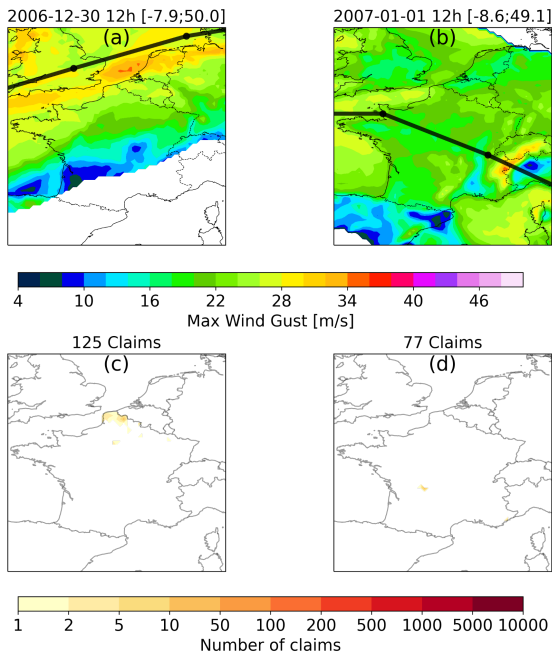 2006-12-30 12h [-7.9;50.0]
(a)
2007-01-01 12h [-8.6;49.1]
(b)
4 10 16 22 28 34 40 46
Max Wind Gust [m/s]
125 Claims
(c)
77 Claims
(d)
1 2 5 10 50 100 200 500 1000 5000 10000
Number of claims